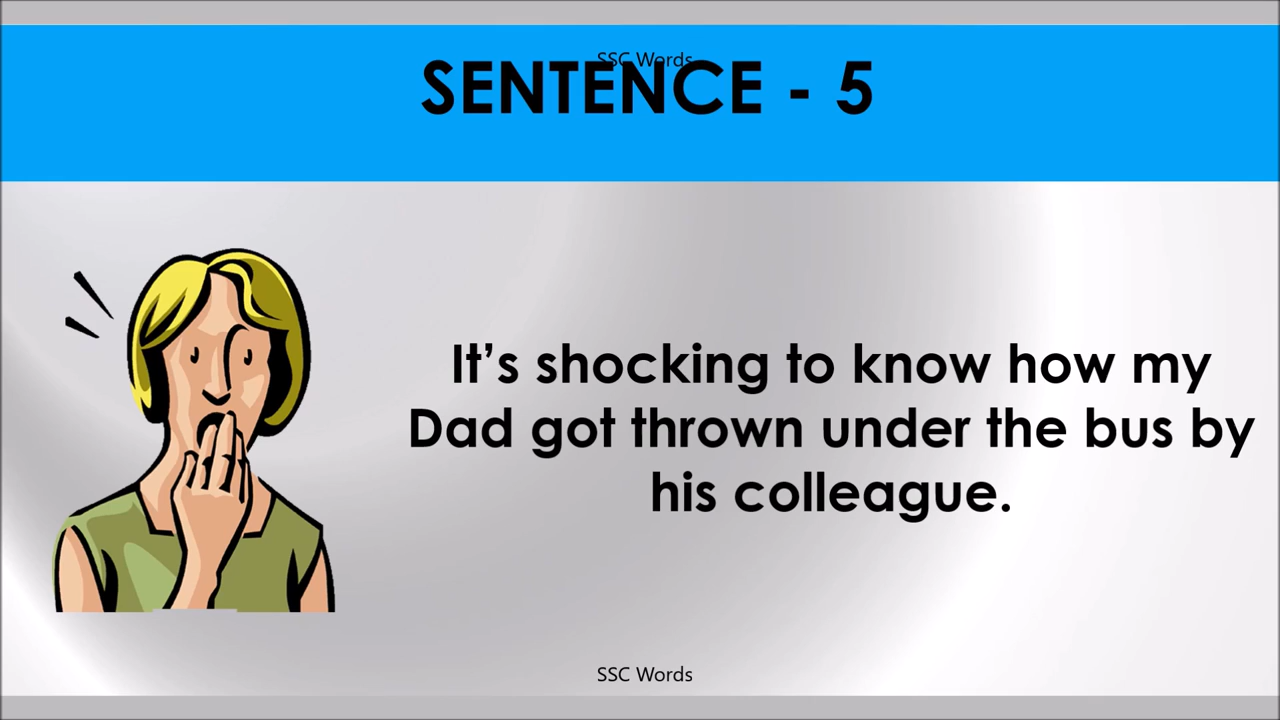 SSC Words
SENTENCE - 5
It’s shocking to know how my
Dad got thrown under the bus by
his colleague.
SSC Words